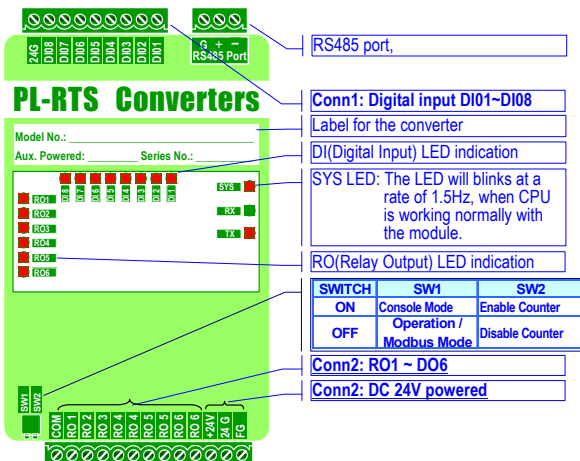 24G DI08 DI07 DI06 DI05 DI04 DI03 DI02 DI01
G + −
RS485 Port
RS485 port,
PL-RTS Converters
Conn1: Digital input DI01~DI08
Model No.:
Label for the converter
Aux. Powered: Series No.:
DI(Digital Input) LED indication
DI8 DI7 DI6 DI5 DI4 DI3 DI2 DI1
SYS
RX
TX
SYS LED: The LED will blinks at a
rate of 1.5Hz, when CPU
is working normally with
the module.
RO1
RO2
RO3
RO4
RO5
RO6
RO(Relay Output) LED indication
SWITCH SW1 SW2
ON Console Mode Enable Counter
OFF Operation / Modbus Mode Disable Counter
Conn2: RO1 ~ DO6
Conn2: DC 24V powered
SW1
SW2
COM RO 1 RO 2 RO 3 RO 4 RO 4 RO 5 RO 5 RO 6 RO 6 +24V 24 G FG